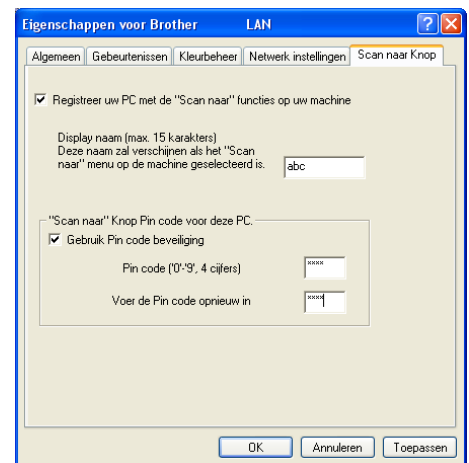 Eigenschappen voor Brother LAN
Algemeen Gebeurtenissen Kleurbeheer Netwerk instellingen Scan naar Knop
Registreer uw PC met de "Scan naar" functies op uw machine
Display naam (max. 15 karakters)
Deze naam zal verschijnen als het "Scan
naar" menu op de machine geselecteerd is.
abc
"Scan naar" Knop Pin code voor deze PC.
Gebruik Pin code beveiliging
Pin code ('0'-'9', 4 cijfers) ****
Voer de Pin code opnieuw in ****
OK Annuleren Toepassen